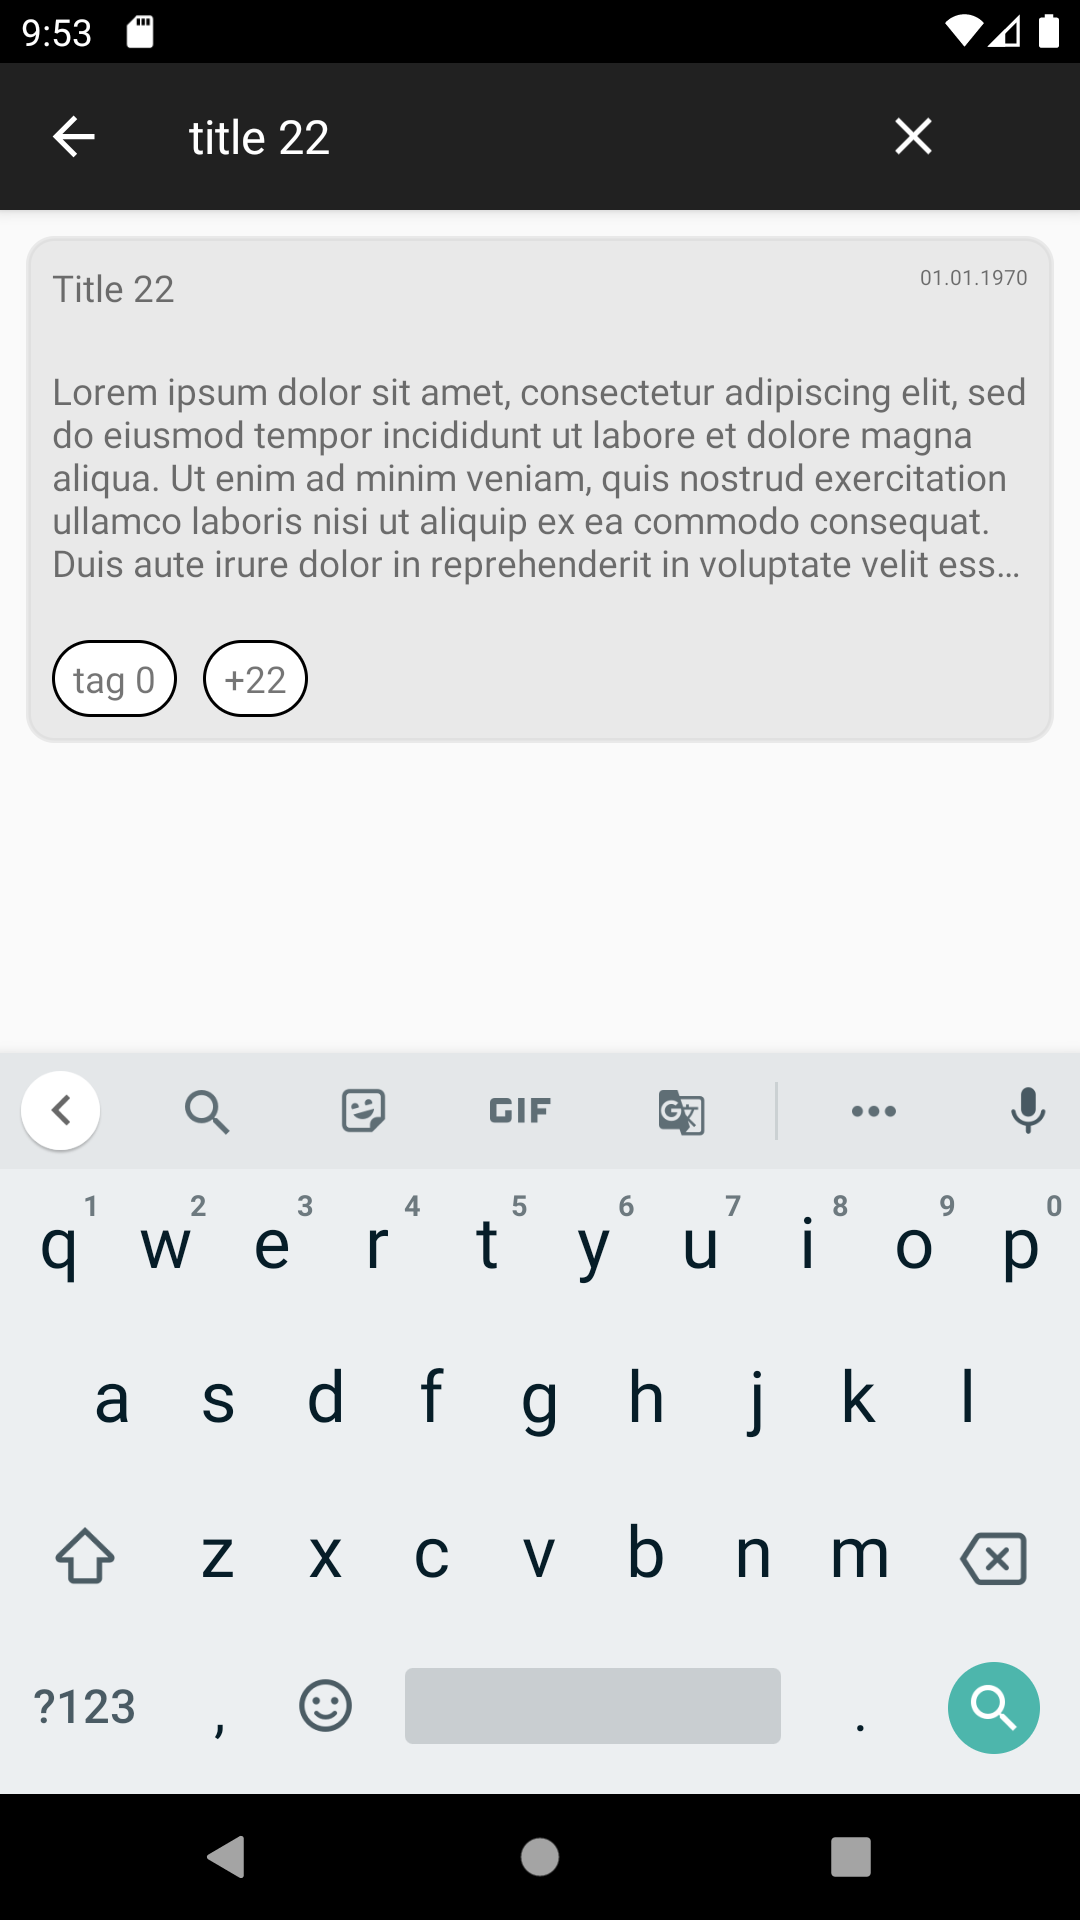 9:53
title 22
Title 22
01.01.1970
Lorem ipsum dolor sit amet, consectetur adipiscing elit, sed
do eiusmod tempor incididunt ut labore et dolore magna
aliqua. Ut enim ad minim veniam, quis nostrud exercitation
ullamco laboris nisi ut aliquip ex ea commodo consequat.
Duis aute irure dolor in reprehenderit in voluptate velit ess…
tag 0 +22
GIF G
1 2 3 4 5 6 7 8 9 0
q w e r t y u i o p
a s d f g h j k l
z x c v b n m
?123 , .